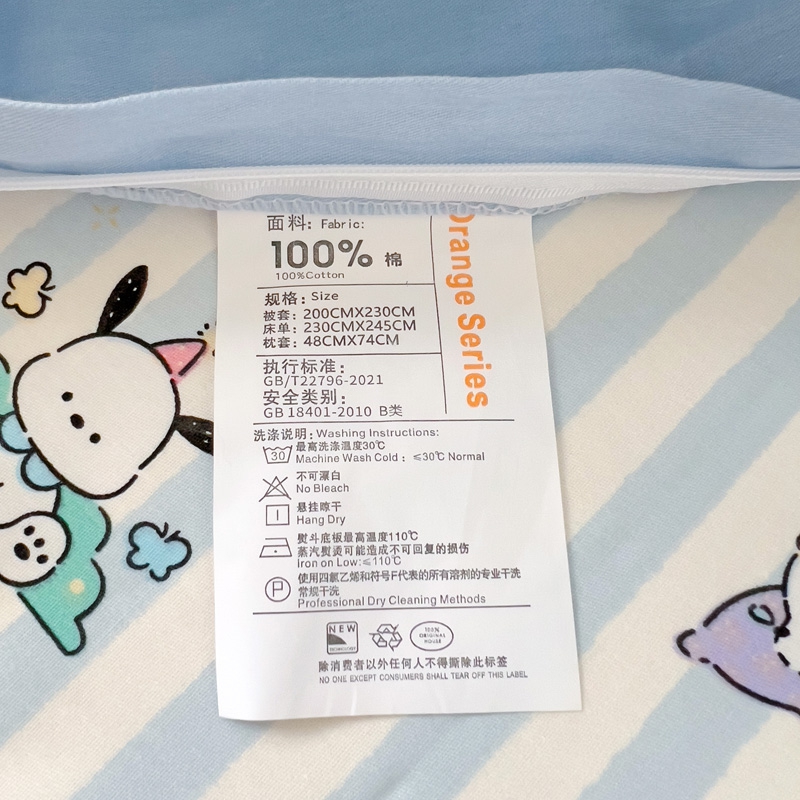 面料: Fabric:
100% 棉
100%Cotton
Orange Series
规格: Size
被套: 200CMX230CM
床单: 230CMX245CM
枕套: 48CMX74CM
执行标准:
GB/T22796-2021
安全类别:
GB 18401-2010 B类
洗涤说明: Washing Instructions:
30 最高洗涤温度30℃
Machine Wash Cold : ≤30℃ Normal
不可漂白
No Bleach
悬挂晾干
Hang Dry
熨斗底板最高温度110℃
蒸汽熨烫可能造成不可回复的损伤
Iron on Low:≤110℃
P 使用四氯乙烯和符号F代表的所有溶剂的专业干洗
常规干洗
Professional Dry Cleaning Methods
NEW
TECHNOLOGY
100%
ORIGINAL
HOUSE
除消费者以外任何人不得撕除此标签
NO ONE EXCEPT CONSUMERS SHALL TEAR OFF THIS LABEL